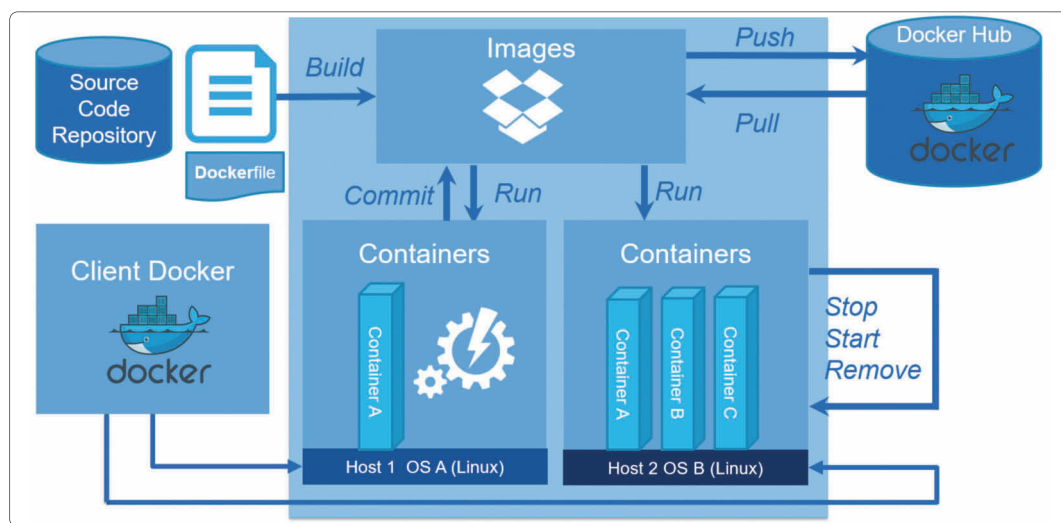 Source
Code
Repository
Dockerfile
Build
Images
Push
Pull
Docker Hub
docker
Commit
Run
Run
Client Docker
docker
Containers
Container A
Host 1 OS A (Linux)
Containers
Container A
Container B
Container C
Host 2 OS B (Linux)
Stop
Start
Remove